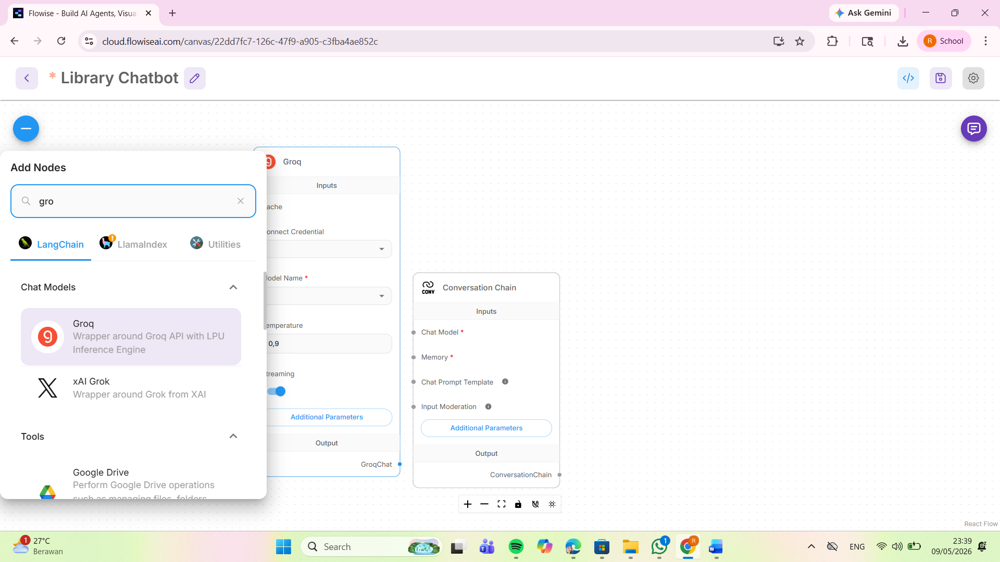 Flowise - Build AI Agents, Visua
Ask Gemini
cloud.flowiseai.com/canvas/22dd7fc7-126c-47f9-a905-c3fba4ae852c
R
School
* Library Chatbot
Add Nodes
gro
LangChain
LlamaIndex
Utilities
Chat Models
Groq
Wrapper around Groq API with LPU
Inference Engine
xAI Grok
Wrapper around Grok from XAI
Tools
Google Drive
Perform Google Drive operations
such as managing files, folders,
Groq
Inputs
ache
onnect Credential
odel Name *
emperature
0,9
treaming
Additional Parameters
Output
GroqChat
CONV
Conversation Chain
Inputs
Chat Model *
Memory *
Chat Prompt Template
Input Moderation
Additional Parameters
Output
ConversationChain
React Flow
1
27°C
Berawan
Search
1
R
ENG
23:39
09/05/2026